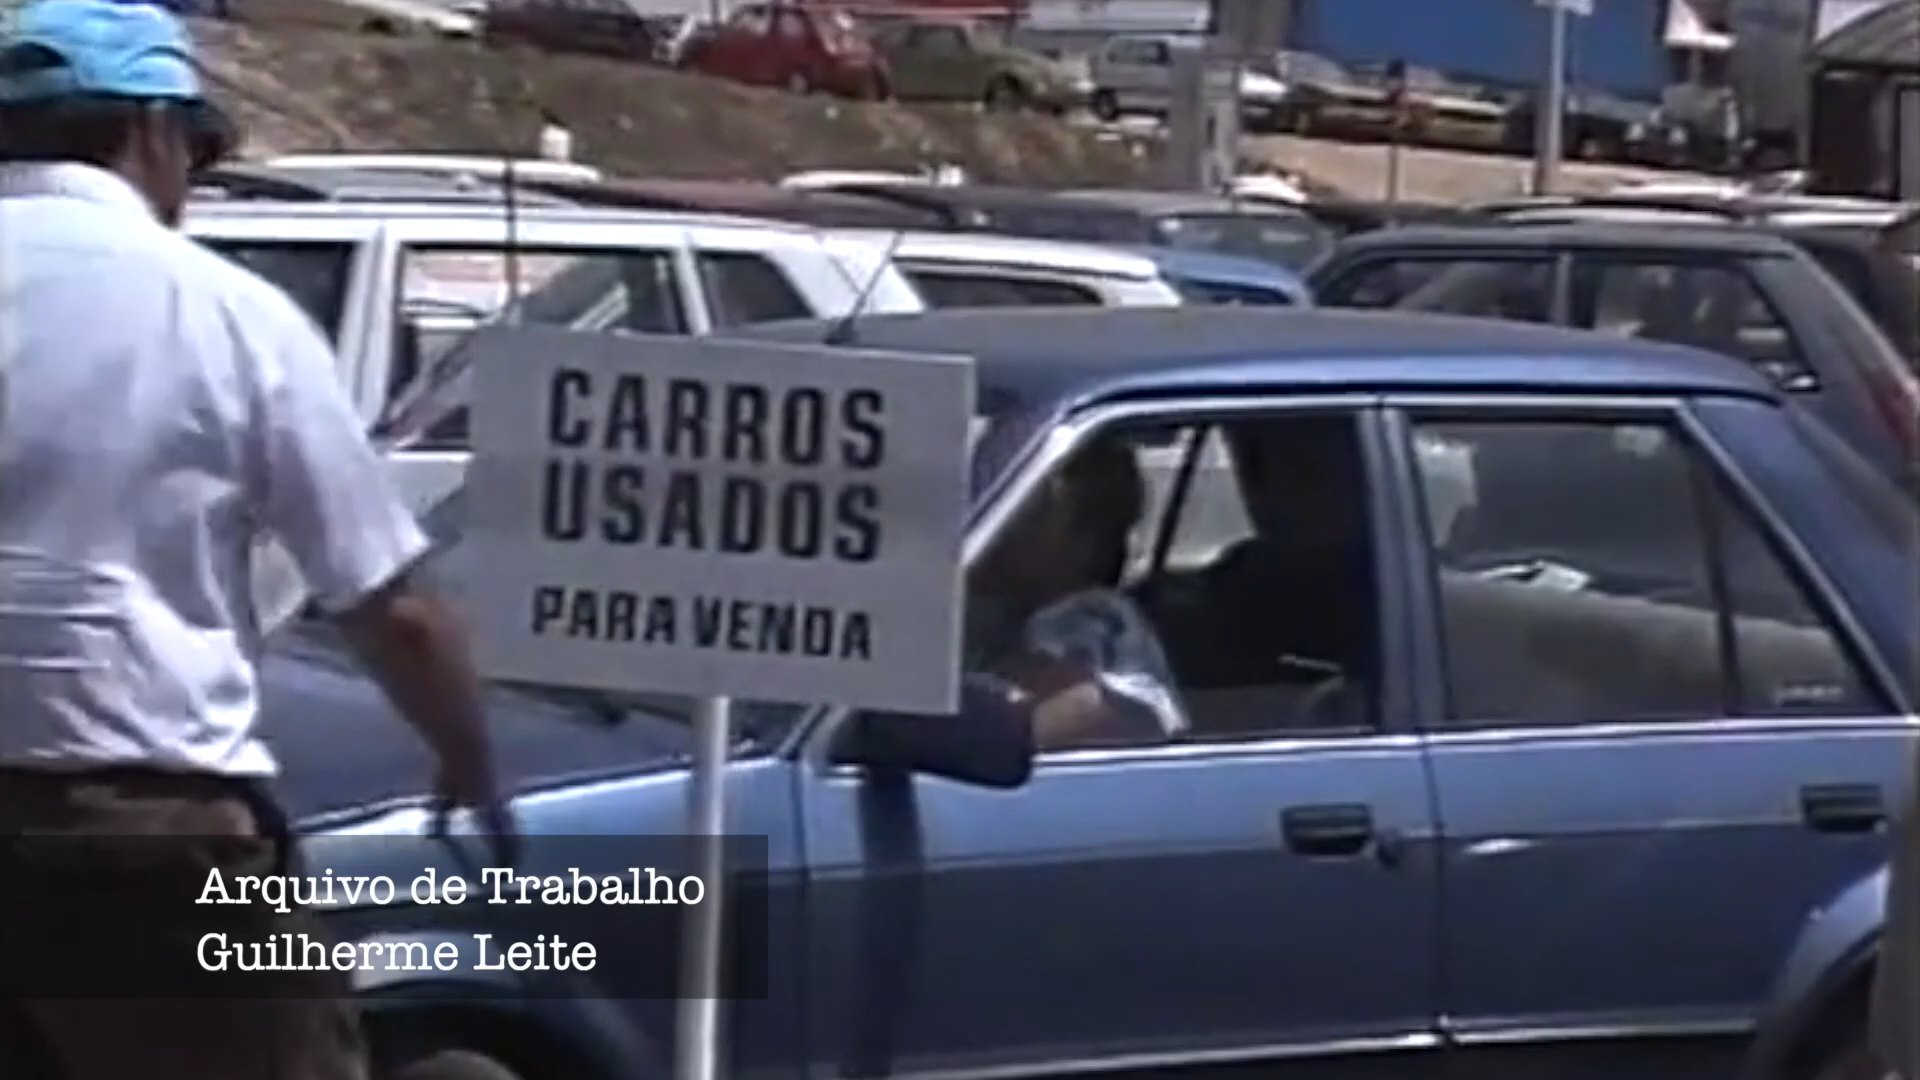 CARROS
USADOS
PARA VENDA
Arquivo de Trabalho
Guilherme Leite